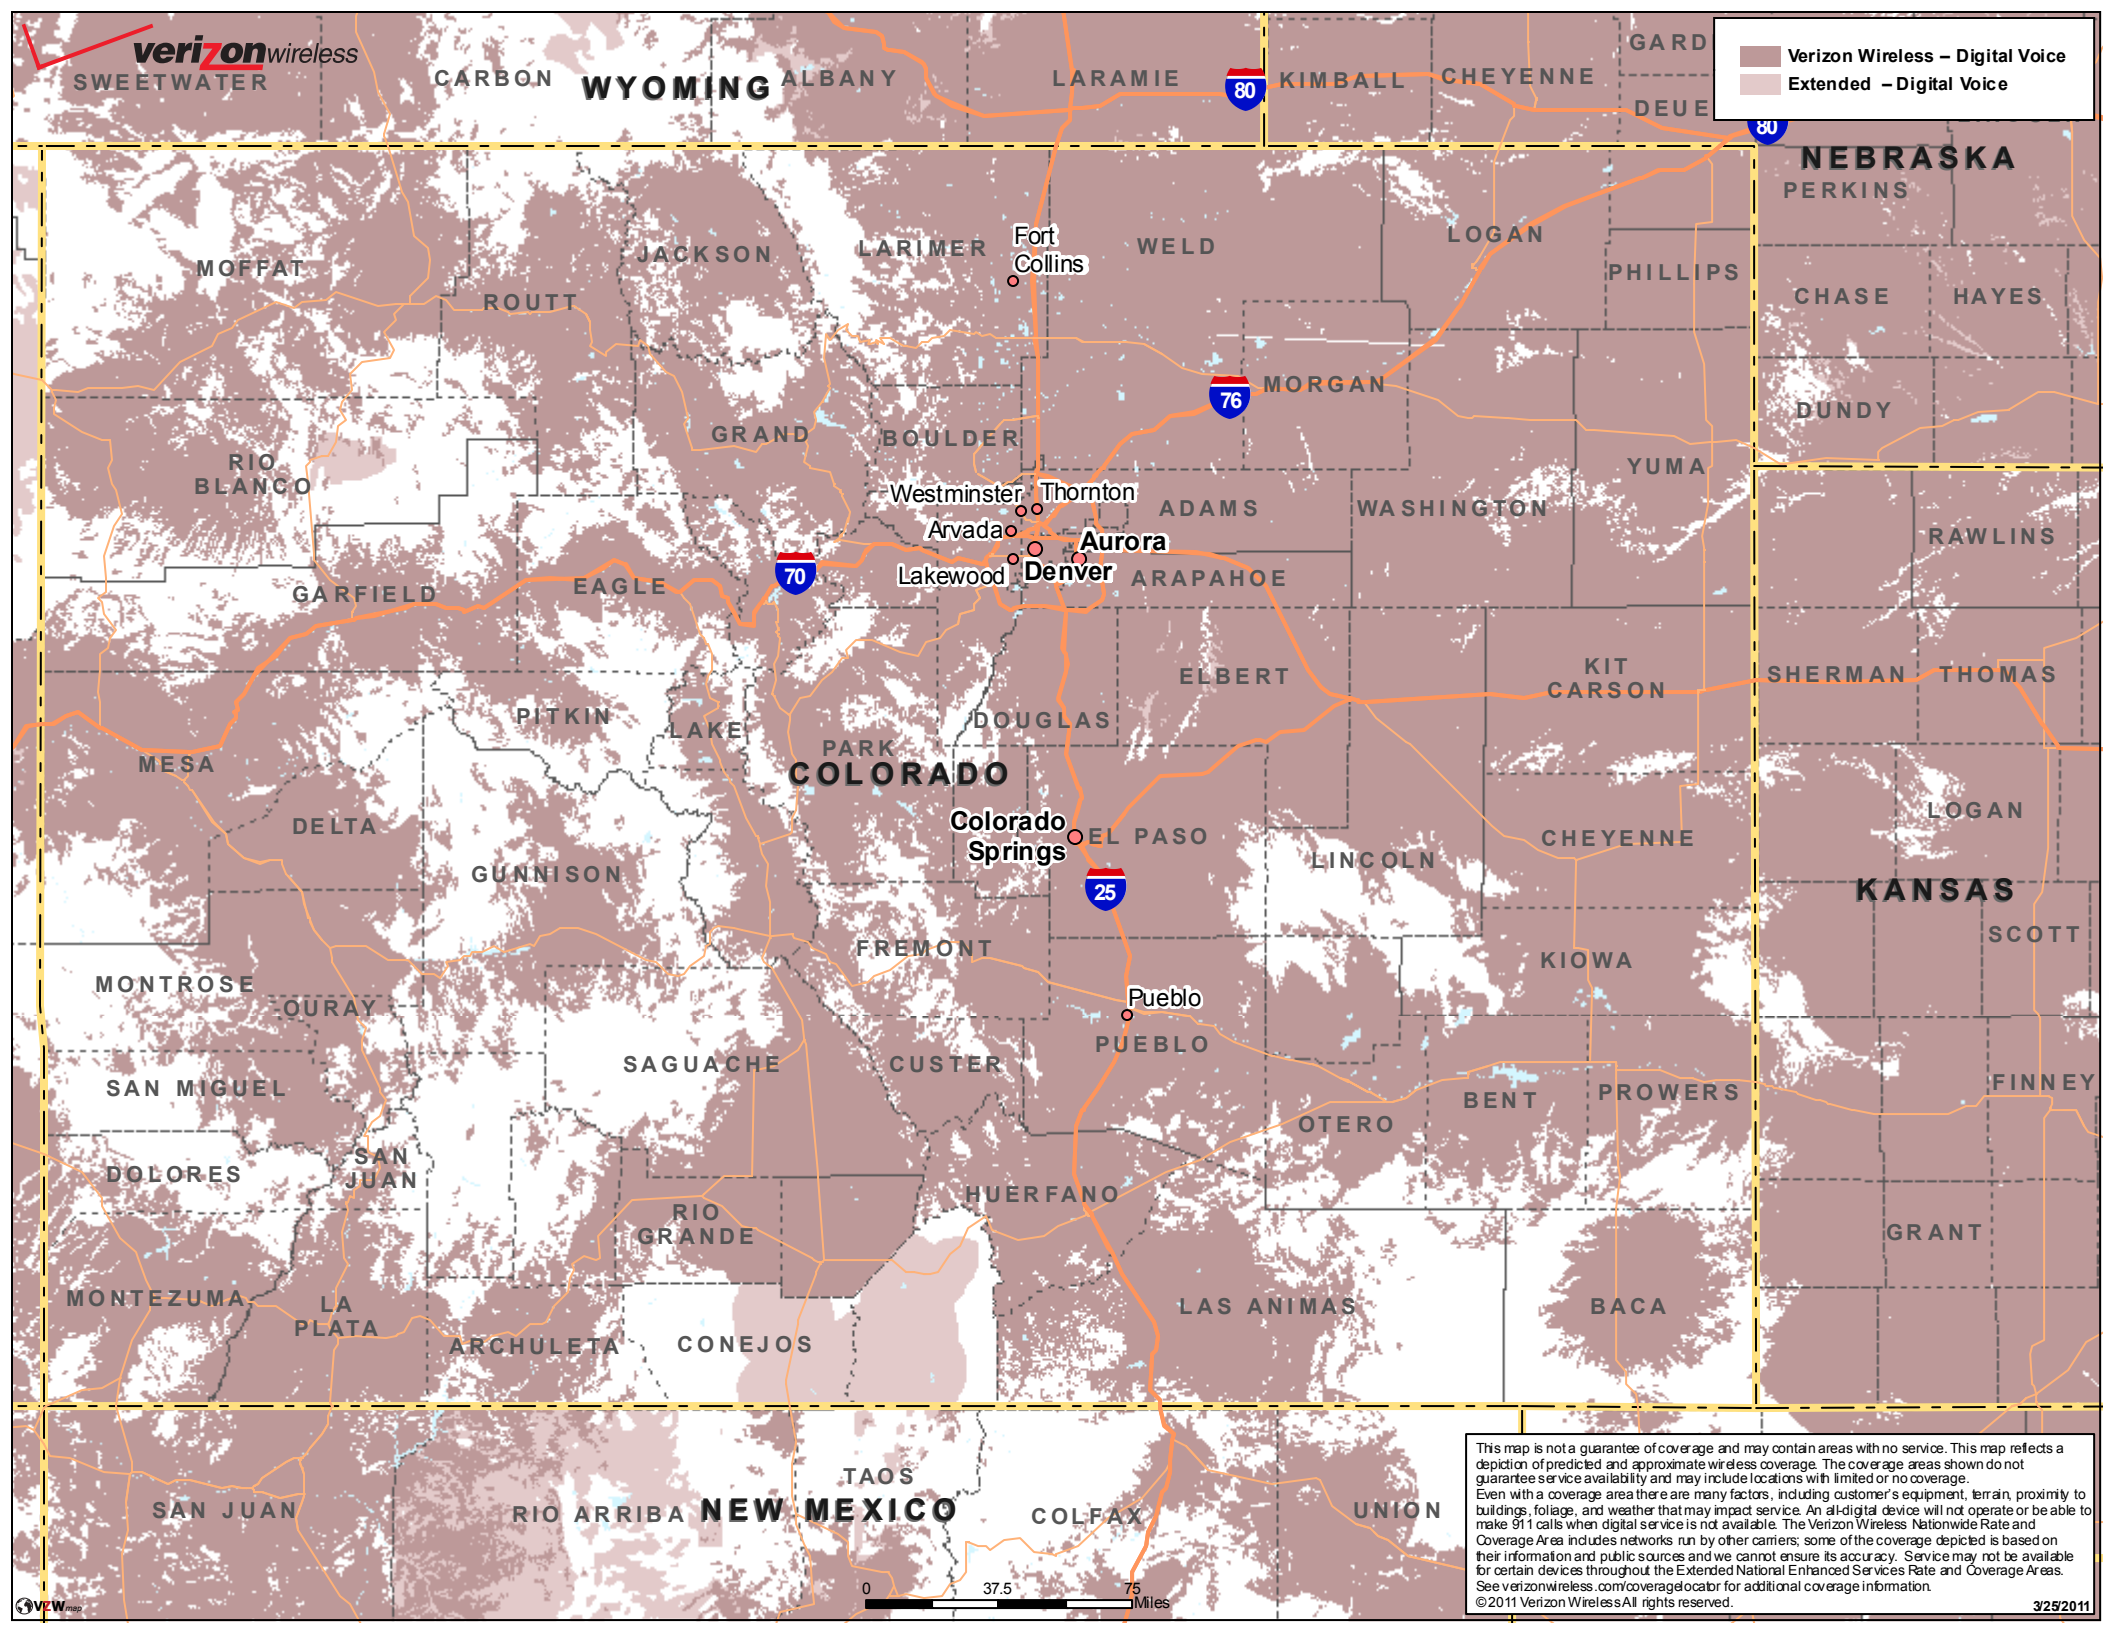 verizonwireless
SWEETWATER
CARBON
WYOMING
ALBANY
LARAMIE
80
KIMBALL
CHEYENNE
GARD
DEUE
Verizon Wireless – Digital Voice
Extended – Digital Voice
80
NEBRASKA
PERKINS
MOFFAT
ROUTT
JACKSON
LARIMER
Fort
Collins
WELD
LOGAN
PHILLIPS
CHASE
HAYES
76
MORGAN
DUNDY
RIO
BLANCO
GRAND
BOULDER
YUMA
Westminster
Thornton
ADAMS
WASHINGTON
RAWLINS
Arvada
Aurora
70
Lakewood
Denver
ARAPAHOE
GARFIELD
EAGLE
ELBERT
KIT
CARSON
SHERMAN
THOMAS
PITKIN
LAKE
DOUGLAS
PARK
COLORADO
MESA
DELTA
Colorado
Springs
EL PASO
LINCOLN
CHEYENNE
LOGAN
GUNNISON
25
KANSAS
FREMONT
KIOWA
SCOTT
MONTROSE
OURAY
Pueblo
PUEBLO
SAGUACHE
CUSTER
SAN MIGUEL
BENT
PROWERS
FINNEY
OTERO
DOLORES
SAN
JUAN
HUERFANO
RIO
GRANDE
GRANT
MONTEZUMA
LA
PLATA
ARCHULETA
CONEJOS
LAS ANIMAS
BACA
SAN JUAN
RIO ARRIBA
TAOS
NEW MEXICO
COLFAX
UNION
0 37.5 75
Miles
VZWmap
This map is not a guarantee of coverage and may contain areas with no service. This map reflects a
depiction of predicted and approximate wireless coverage. The coverage areas shown do not
guarantee service availability and may include locations with limited or no coverage.
Even with a coverage area there are many factors, including customer's equipment, terrain, proximity to
buildings, foliage, and weather that may impact service. An all-digital device will not operate or be able to
make 911 calls when digital service is not available. The Verizon Wireless Nationwide Rate and
Coverage Area includes networks run by other carriers; some of the coverage depicted is based on
their information and public sources and we cannot ensure its accuracy. Service may not be available
for certain devices throughout the Extended National Enhanced Services Rate and Coverage Areas.
See verizonwireless.com/coveragelocator for additional coverage information.
©2011 Verizon Wireless All rights reserved.
3/25/2011